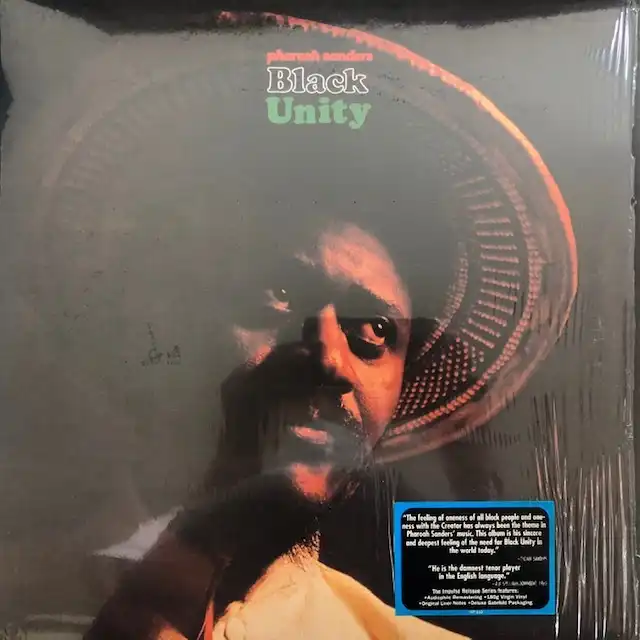 pharoah sanders
Black
Unity
"The feeling of oneness of all black people and one-
ness with the Creator has always been the theme in
Pharoah Sanders' music. This album is his sincere
and deepest feeling of the need for Black Unity in
the world today."
"He is the damnest tenor player
in the English language."
The Impulse Reissue Series features:
•Audiophile Remastering •180g Virgin Vinyl
•Original Liner Notes •Deluxe Gatefold Packaging